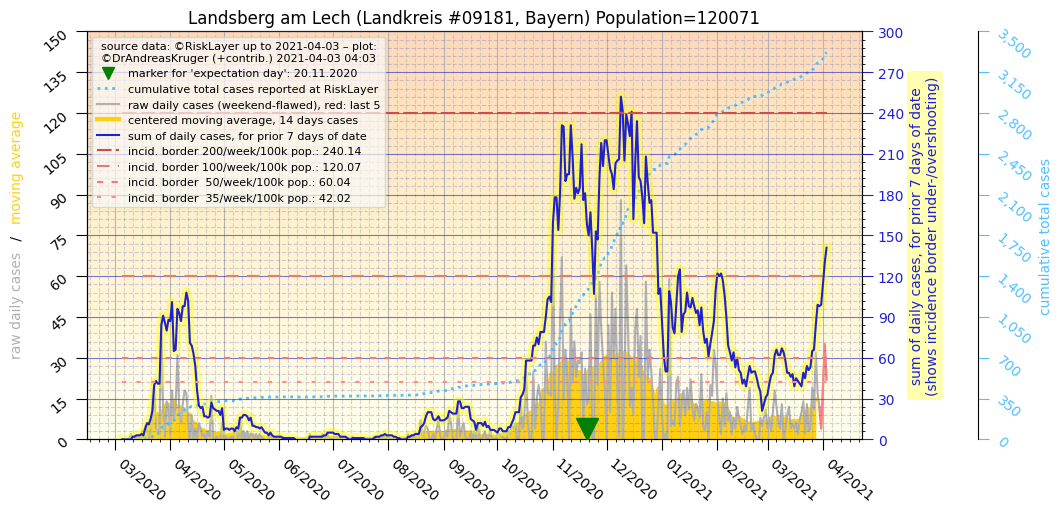 Landsberg am Lech (Landkreis #09181, Bayern) Population=120071
source data: ©RiskLayer up to 2021-04-03 – plot:
©DrAndreasKruger (+contrib.) 2021-04-03 04:03
marker for 'expectation day': 20.11.2020
cumulative total cases reported at RiskLayer
raw daily cases (weekend-flawed), red: last 5
centered moving average, 14 days cases
sum of daily cases, for prior 7 days of date
incid. border 200/week/100k pop.: 240.14
incid. border 100/week/100k pop.: 120.07
incid. border  50/week/100k pop.: 60.04
incid. border  35/week/100k pop.: 42.02
raw daily cases / moving average
150
135
120
105
90
75
60
45
30
15
0
03/2020
04/2020
05/2020
06/2020
07/2020
08/2020
09/2020
10/2020
11/2020
12/2020
01/2021
02/2021
03/2021
04/2021
300
270
240
210
180
150
120
90
60
30
0
sum of daily cases, for prior 7 days of date
(shows incidence border under-/overshooting)
3,500
3,150
2,800
2,450
2,100
1,750
1,400
1,050
700
350
0
cumulative total cases